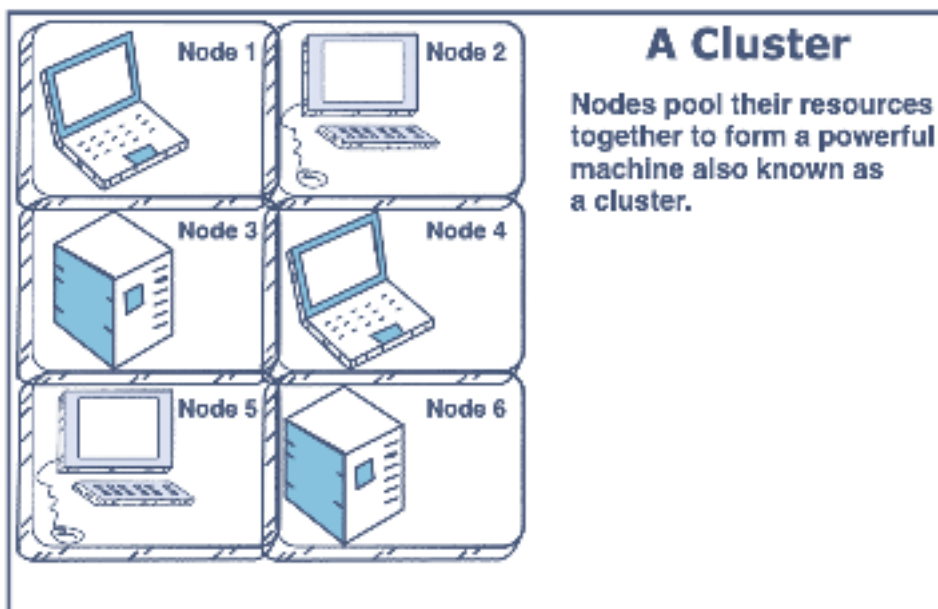 Node 1
Node 2
A Cluster
Nodes pool their resources
together to form a powerful
machine also known as
a cluster.
Node 3
Node 4
Node 5
Node 6